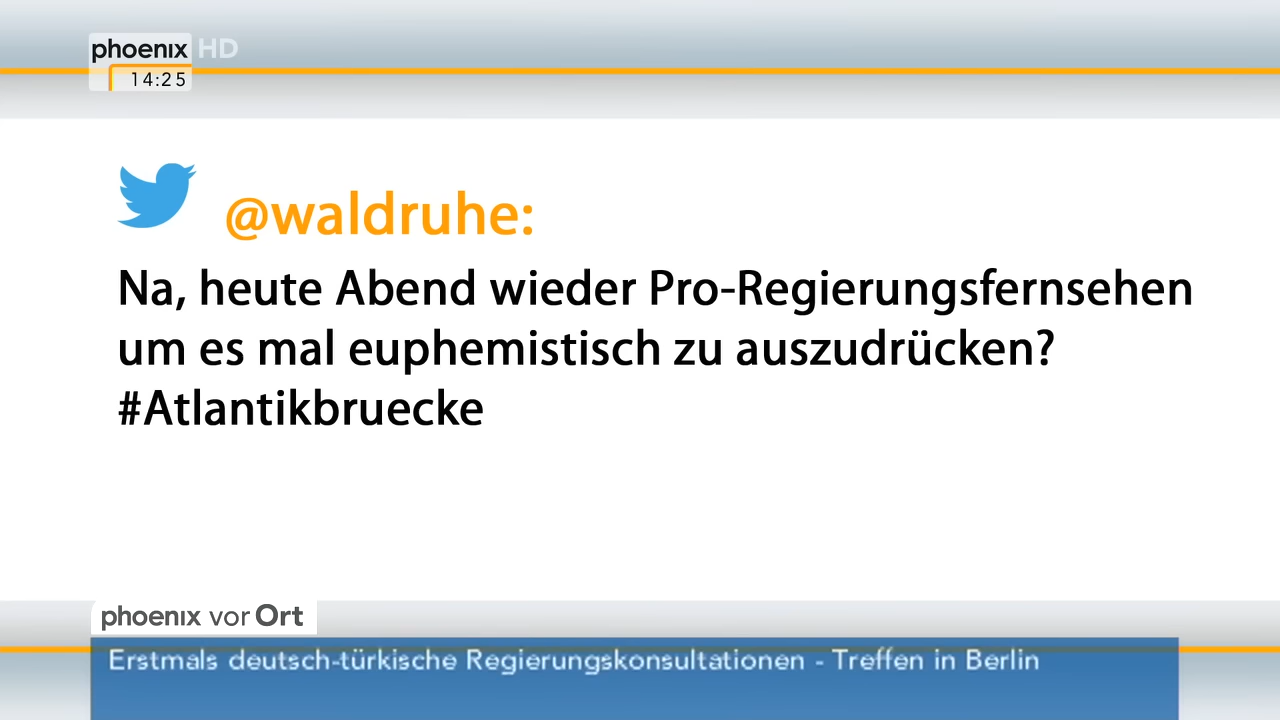 phoenix HD
14:25
@waldruhe:
Na, heute Abend wieder Pro-Regierungsfernsehen
um es mal euphemistisch zu auszudrücken?
#Atlantikbruecke
phoenix vor Ort
Erstmals deutsch-türkische Regierungskonsultationen - Treffen in Berlin